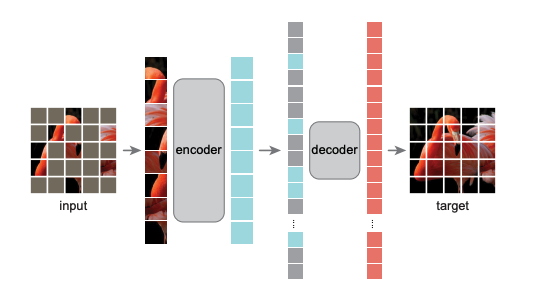 input
encoder
decoder
target